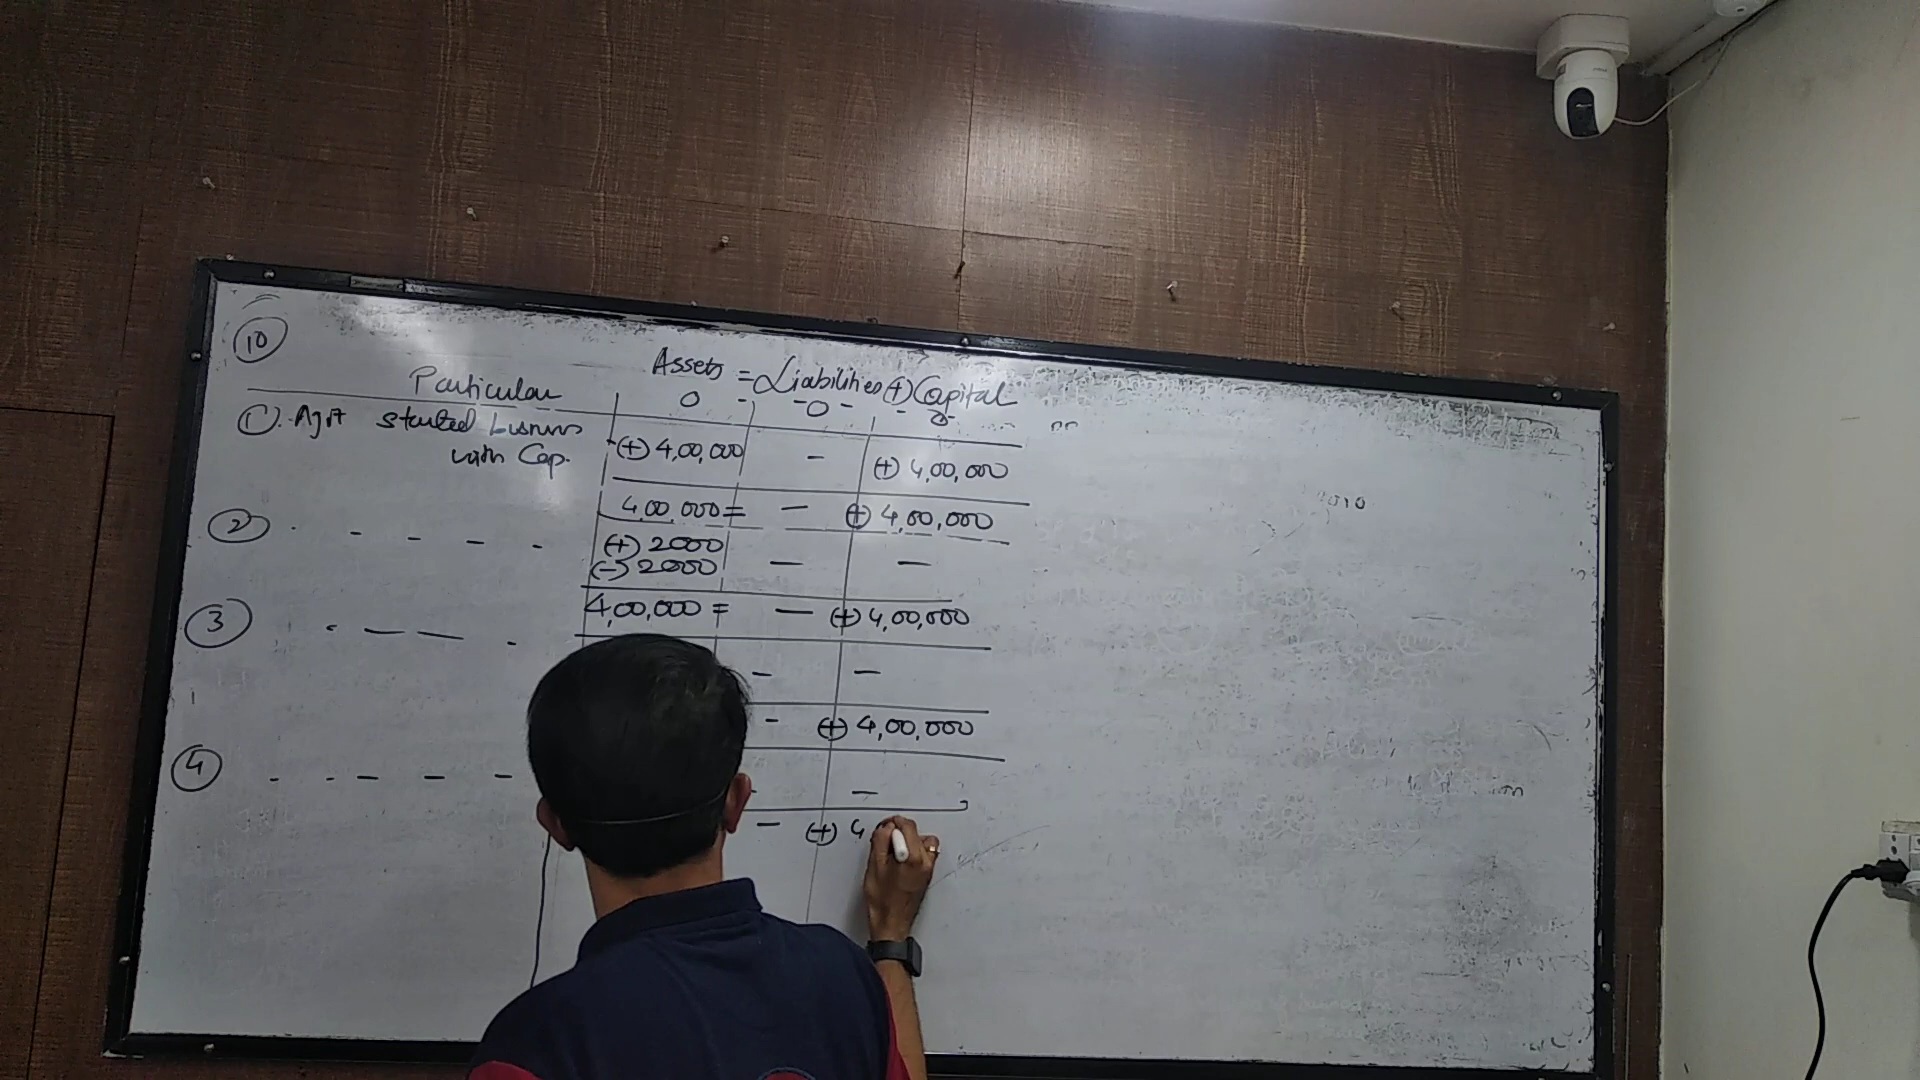 10
Particular Assets = Liabilities (+) Capital
0 - 0 - 0
1. Ajit started business (+) 4,00,000 - (+) 4,00,000
with Cap.
4,00,000 = - (+) 4,00,000
2 - - - - (+) 2000
(-) 2000 - -
4,00,000 = - (+) 4,00,000
3 - - - -
- (+) 4,00,000
4 - - - - -
- (+) 4